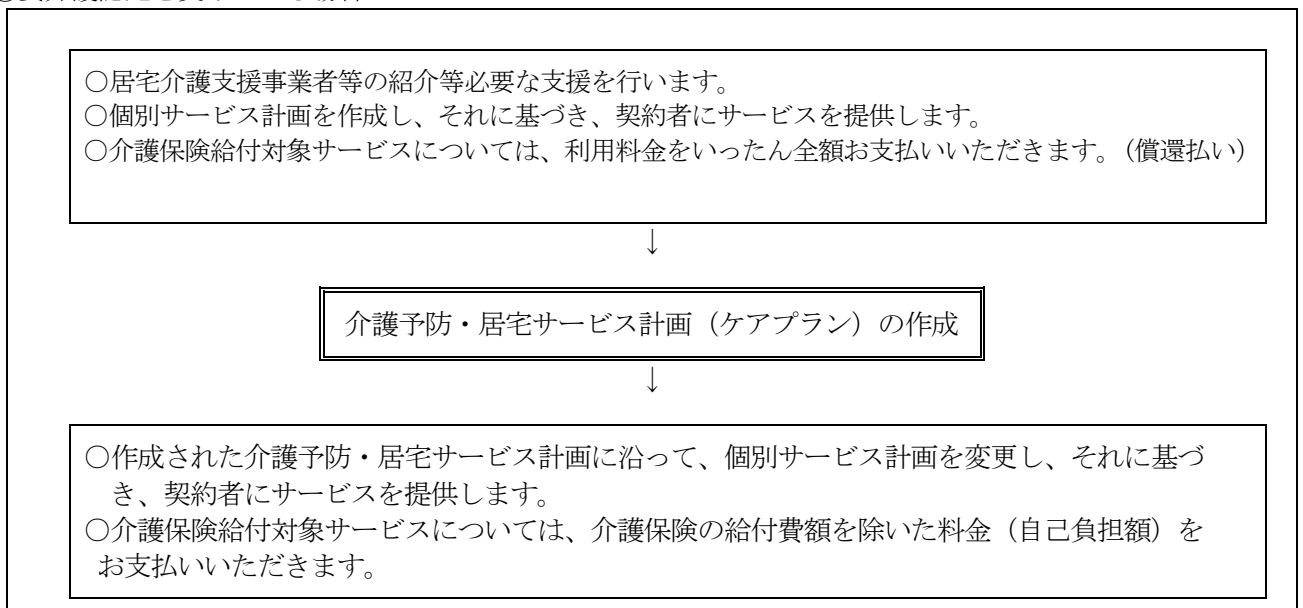 ○居宅介護支援事業者等の紹介等必要な支援を行います。
○個別サービス計画を作成し、それに基づき、契約者にサービスを提供します。
○介護保険給付対象サービスについては、利用料金をいったん全額お支払いいただきます。(償還払い)
↓
介護予防・居宅サービス計画（ケアプラン）の作成
↓
○作成された介護予防・居宅サービス計画に沿って、個別サービス計画を変更し、それに基づ
き、契約者にサービスを提供します。
○介護保険給付対象サービスについては、介護保険の給付費額を除いた料金（自己負担額）を
お支払いいただきます。